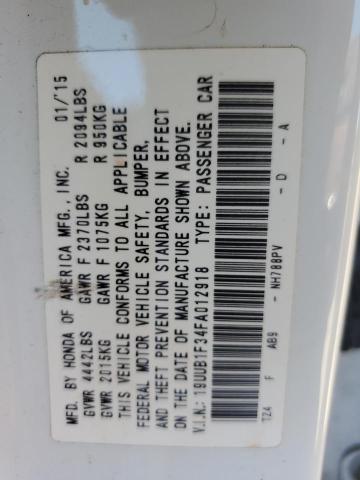 MFD. BY HONDA OF AMERICA MFG., INC. 01/'15
GVWR 4442LBS GAWR F 2370LBS R 2094LBS
GVWR 2015KG GAWR F 1075KG R 950KG
THIS VEHICLE CONFORMS TO ALL APPLICABLE
FEDERAL MOTOR VEHICLE SAFETY, BUMPER,
AND THEFT PREVENTION STANDARDS IN EFFECT
ON THE DATE OF MANUFACTURE SHOWN ABOVE.
V.I.N.: 19UUB1F34FA012918 TYPE: PASSENGER CAR
TZ4 F AB9 - NH788PV - D - A